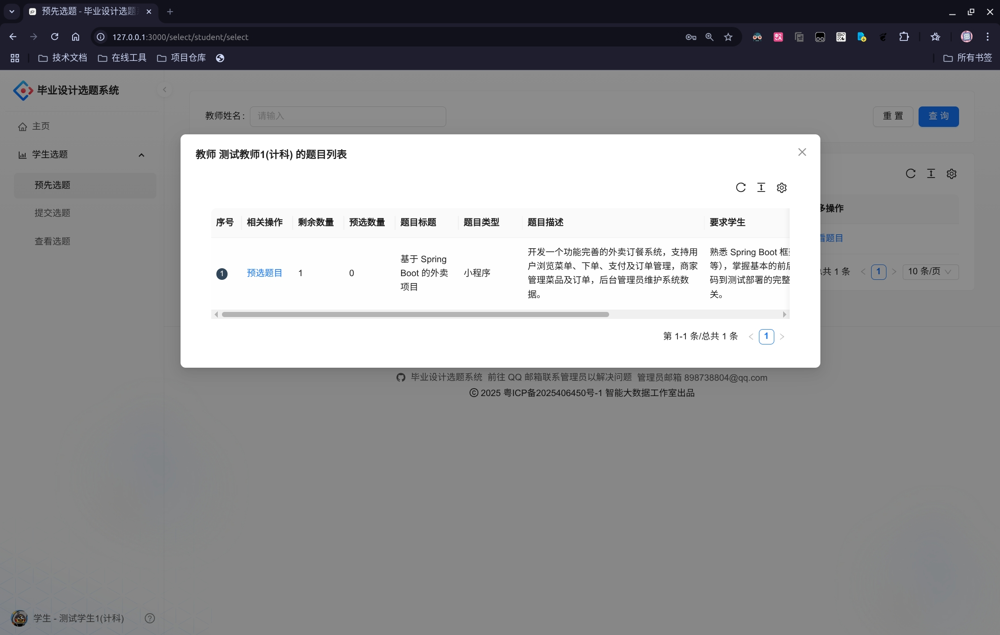 预先选题 - 毕业设计选题
127.0.0.1:3000/select/student/select
技术文档
在线工具
项目仓库
所有书签
毕业设计选题系统
主页
学生选题
预先选题
提交选题
查看选题
教师姓名 :
请输入
重 置
查 询
教师 测试教师1(计科) 的题目列表
序号 相关操作 剩余数量 预选数量 题目标题 题目类型 题目描述 要求学生
1 预选题目 1 0
基于 Spring
Boot 的外卖
项目
小程序
开发一个功能完善的外卖订餐系统，支持用
户浏览菜单、下单、支付及订单管理，商家
管理菜品及订单，后台管理员维护系统数
据。
熟悉 Spring Boot 框
等），掌握基本的前后
码到测试部署的完整
关。
第 1-1 条/总共 1 条
1
多操作
看题目
总共 1 条
1
10 条/页
毕业设计选题系统 前往 QQ 邮箱联系管理员以解决问题 管理员邮箱 898738804@qq.com
© 2025 粤ICP备2025406450号-1 智能大数据工作室出品
学生 - 测试学生1(计科)